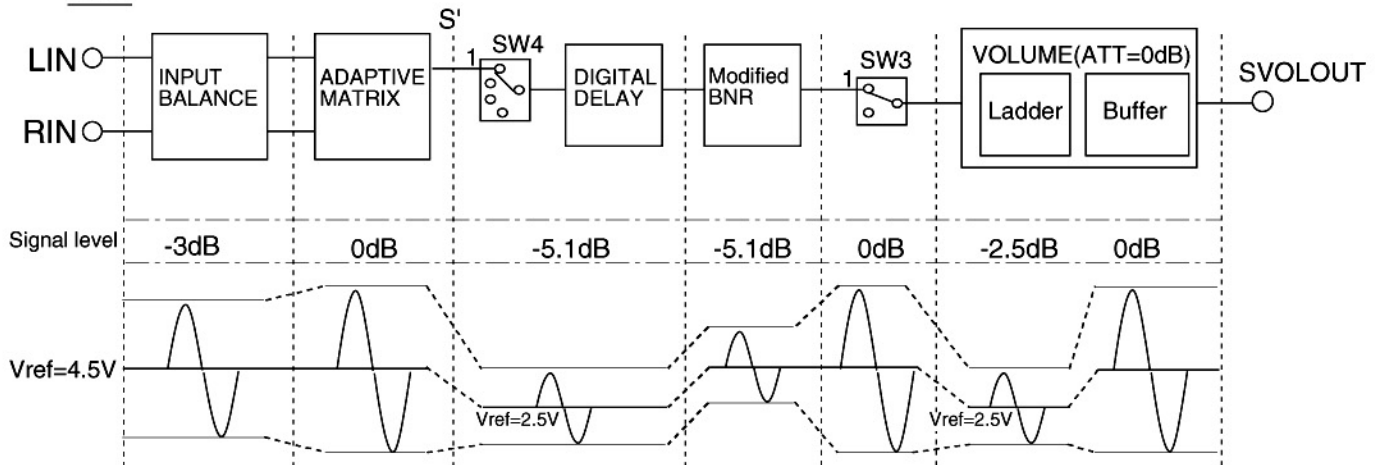 S'
LIN
RIN
INPUT
BALANCE
ADAPTIVE
MATRIX
1
SW4
DIGITAL
DELAY
Modified
BNR
1
SW3
VOLUME(ATT=0dB)
Ladder
Buffer
SVOLOUT
Signal level
-3dB
0dB
-5.1dB
-5.1dB
0dB
-2.5dB
0dB
Vref=4.5V
Vref=2.5V
Vref=2.5V